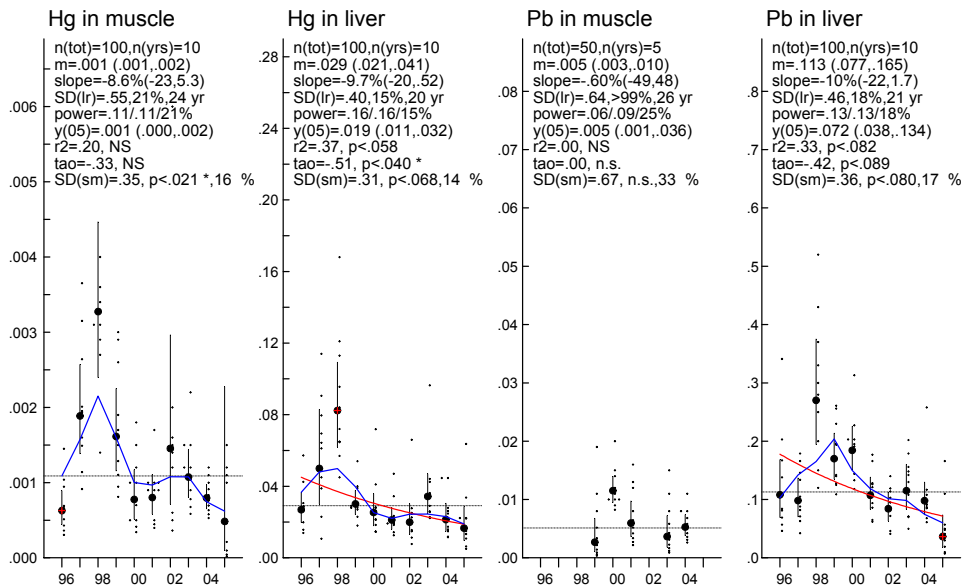 Hg in muscle
n(tot)=100,n(yrs)=10
m=.001 (.001,.002)
slope=-8.6%(-23,5.3)
SD(lr)=.55,21%,24 yr
power=.11/.11/21%
y(05)=.001 (.000,.002)
r2=.20, NS
tao=-.33, NS
SD(sm)=.35, p<.021 *,16 %
.006
.005
.004
.003
.002
.001
.000
96 98 00 02 04
Hg in liver
n(tot)=100,n(yrs)=10
m=.029 (.021,.041)
slope=-9.7%(-20,.52)
SD(lr)=.40,15%,20 yr
power=.16/.16/15%
y(05)=.019 (.011,.032)
r2=.37, p<.058
tao=-.51, p<.040 *
SD(sm)=.31, p<.068,14 %
.28
.24
.20
.16
.12
.08
.04
.00
96 98 00 02 04
Pb in muscle
n(tot)=50,n(yrs)=5
m=.005 (.003,.010)
slope=-.60%(-49,48)
SD(lr)=.64,>99%,26 yr
power=.06/.09/25%
y(05)=.005 (.001,.036)
r2=.00, NS
tao=.00, n.s.
SD(sm)=.67, n.s.,33 %
.08
.07
.06
.05
.04
.03
.02
.01
.00
96 98 00 02 04
Pb in liver
n(tot)=100,n(yrs)=10
m=.113 (.077,.165)
slope=-10%(-22,1.7)
SD(lr)=.46,18%,21 yr
power=.13/.13/18%
y(05)=.072 (.038,.134)
r2=.33, p<.082
tao=-.42, p<.089
SD(sm)=.36, p<.080,17 %
.8
.7
.6
.5
.4
.3
.2
.1
.0
96 98 00 02 04